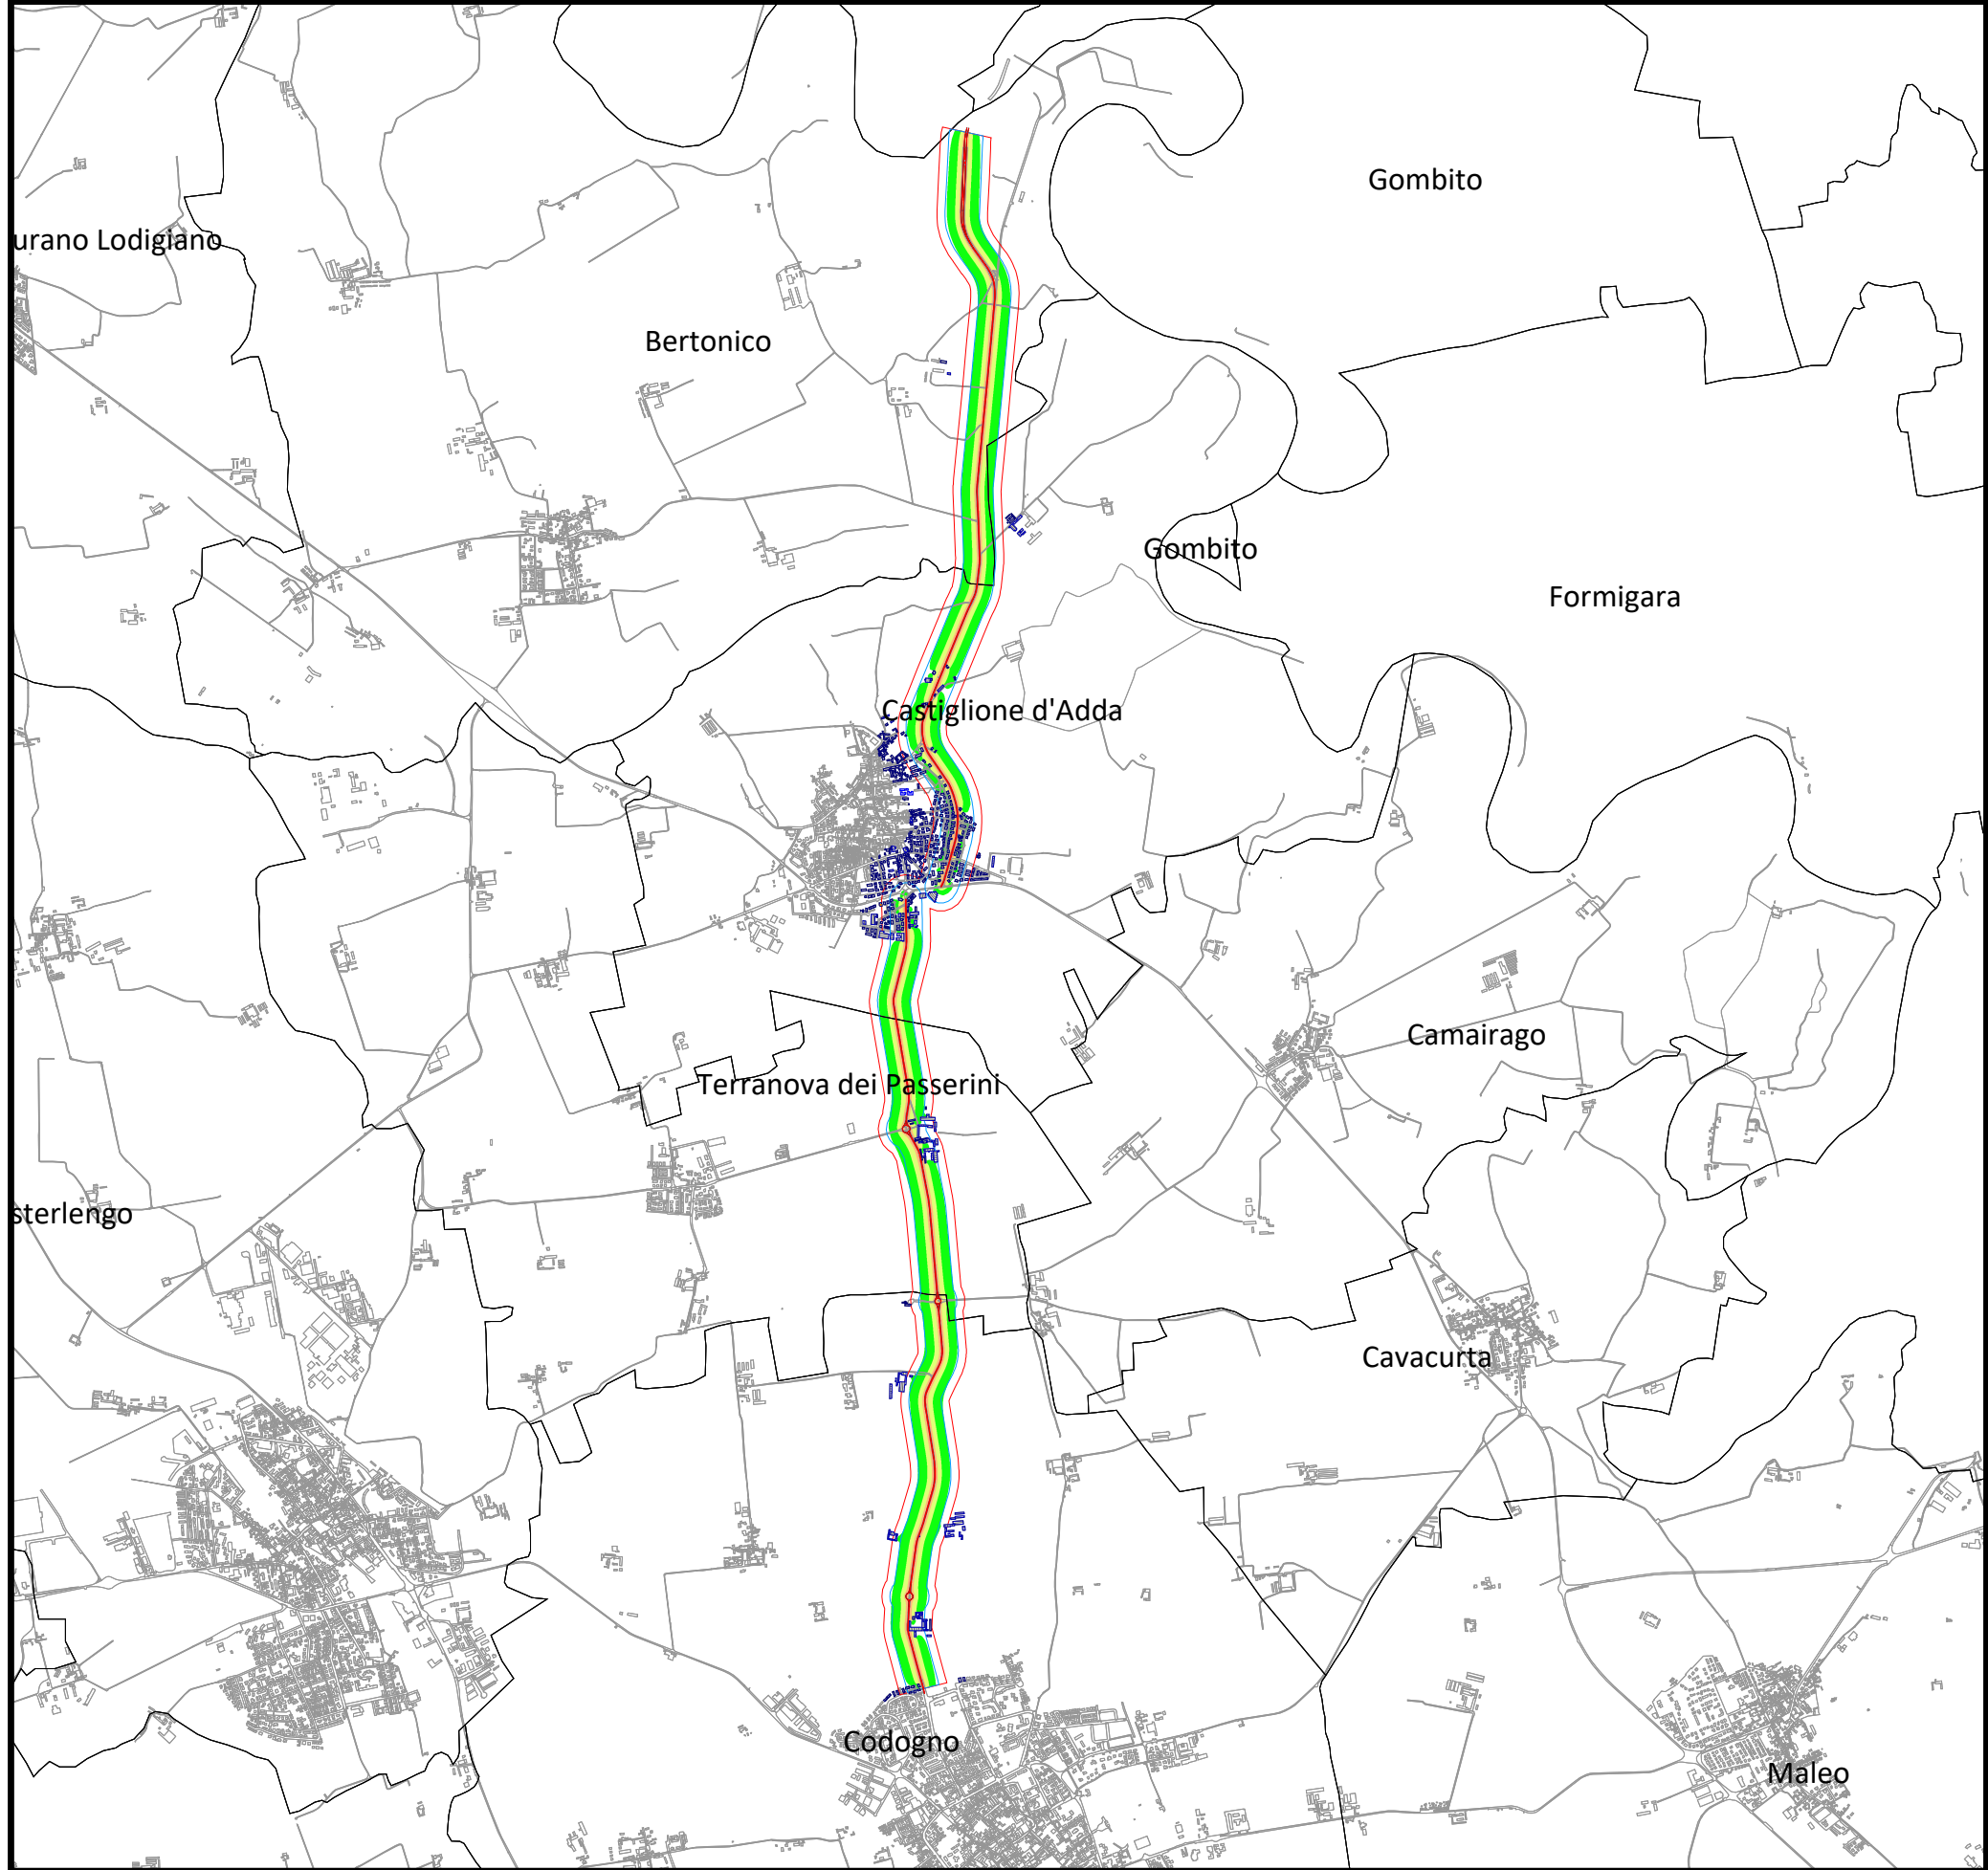 Gombito
urano Lodigiano
Bertonico
Gombito
Formigara
Castiglione d'Adda
Camairago
Terranova dei Passerini
sterlengo
Cavacurta
Codogno
Maleo